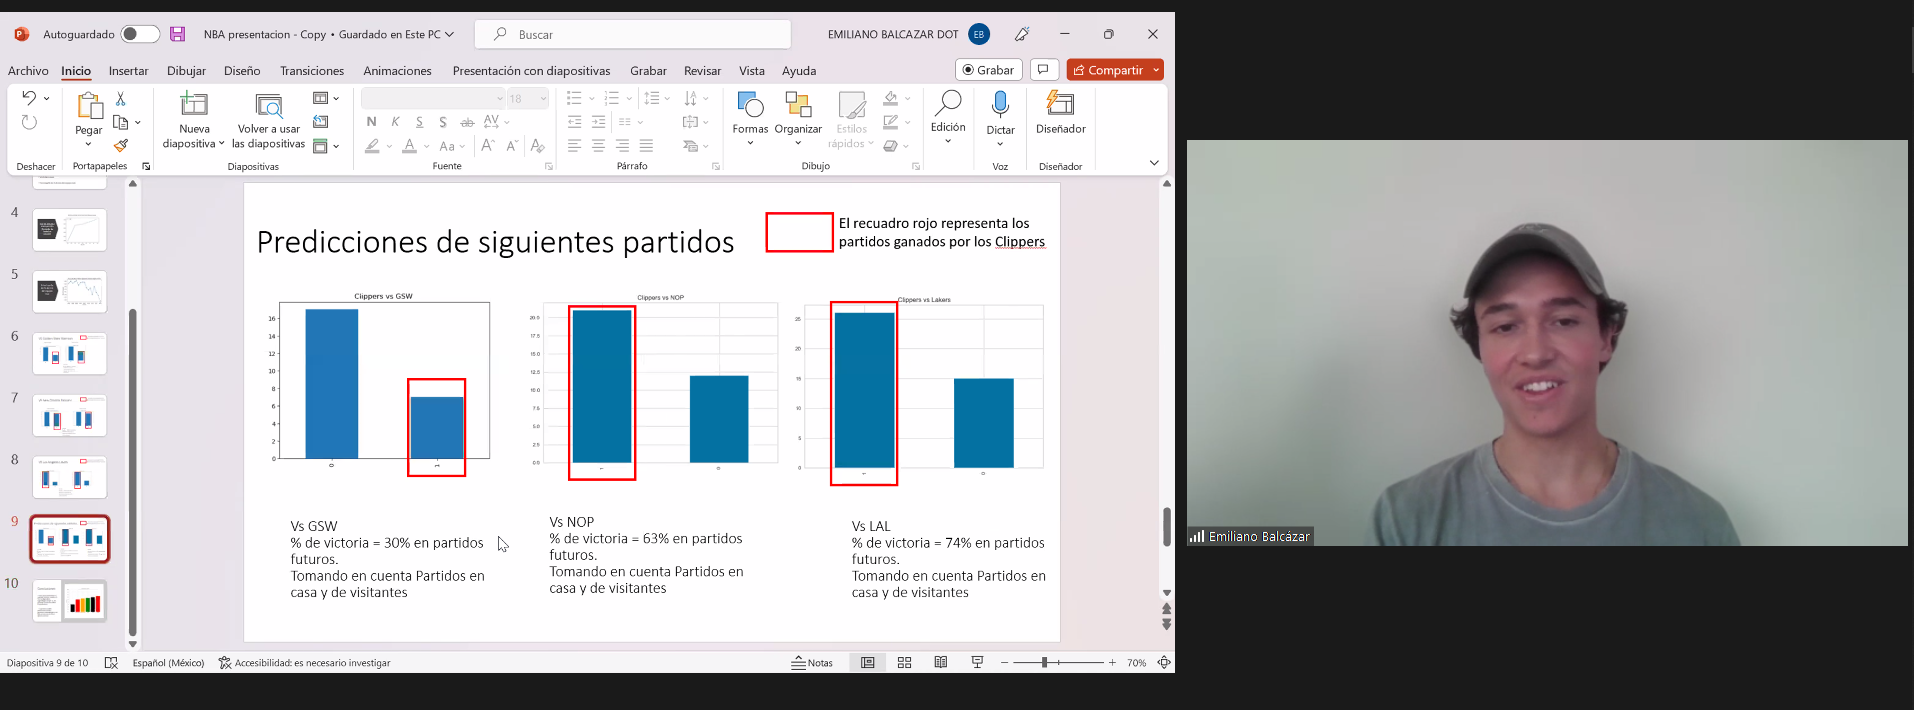 Autoguardado
NBA presentacion - Copy • Guardado en Este PC
Buscar
EMILIANO BALCAZAR DOT
EB
Archivo
Inicio
Insertar
Dibujar
Diseño
Transiciones
Animaciones
Presentación con diapositivas
Grabar
Revisar
Vista
Ayuda
Grabar
Compartir
Pegar
Nueva
diapositiva
Volver a usar
las diapositivas
18
N K S S ab AV
Aa
Formas
Organizar
Estilos
rápidos
Edición
Dictar
Diseñador
Deshacer
Portapapeles
Diapositivas
Fuente
Párrafo
Dibujo
Voz
Diseñador
4
5
6
7
8
9
10
Predicciones de siguientes partidos
El recuadro rojo representa los
partidos ganados por los Clippers
Clippers vs GSW
16
14
12
10
8
6
4
2
0
0
1
Clippers vs NOP
20.0
17.5
15.0
12.5
10.0
7.5
5.0
2.5
0.0
1
0
Clippers vs Lakers
25
20
15
10
5
0
1
0
Vs GSW
% de victoria = 30% en partidos
futuros.
Tomando en cuenta Partidos en
casa y de visitantes
Vs NOP
% de victoria = 63% en partidos
futuros.
Tomando en cuenta Partidos en
casa y de visitantes
Vs LAL
% de victoria = 74% en partidos
futuros.
Tomando en cuenta Partidos en
casa y de visitantes
Diapositiva 9 de 10
Español (México)
Accesibilidad: es necesario investigar
Notas
70%
Emiliano Balcázar